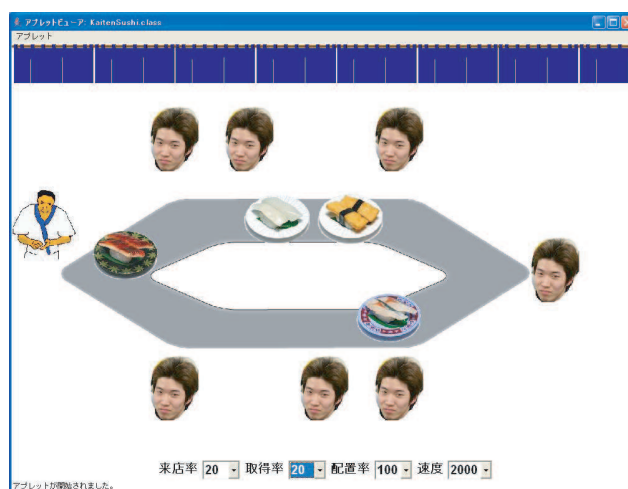 アプレットビューア: KaitenSushi.class
アプレット
来店率 20 取得率 20 配置率 100 速度 2000
アプレットが開始されました。